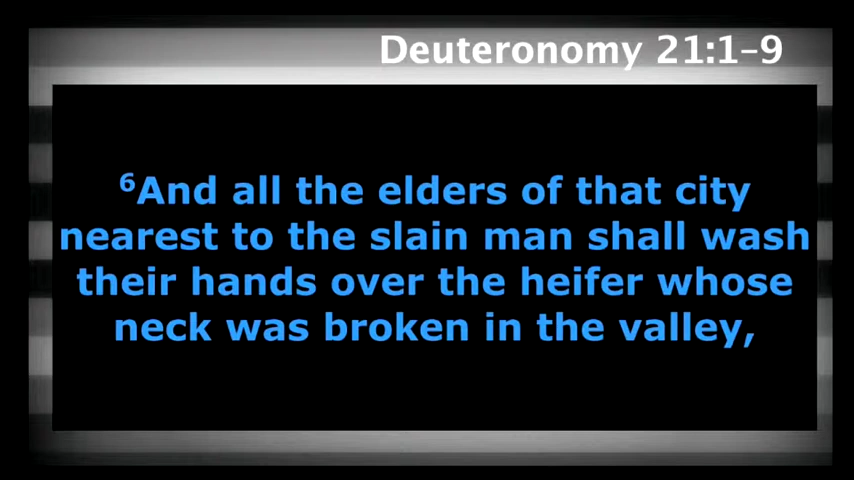 Deuteronomy 21:1–9
⁶And all the elders of that city
nearest to the slain man shall wash
their hands over the heifer whose
neck was broken in the valley,